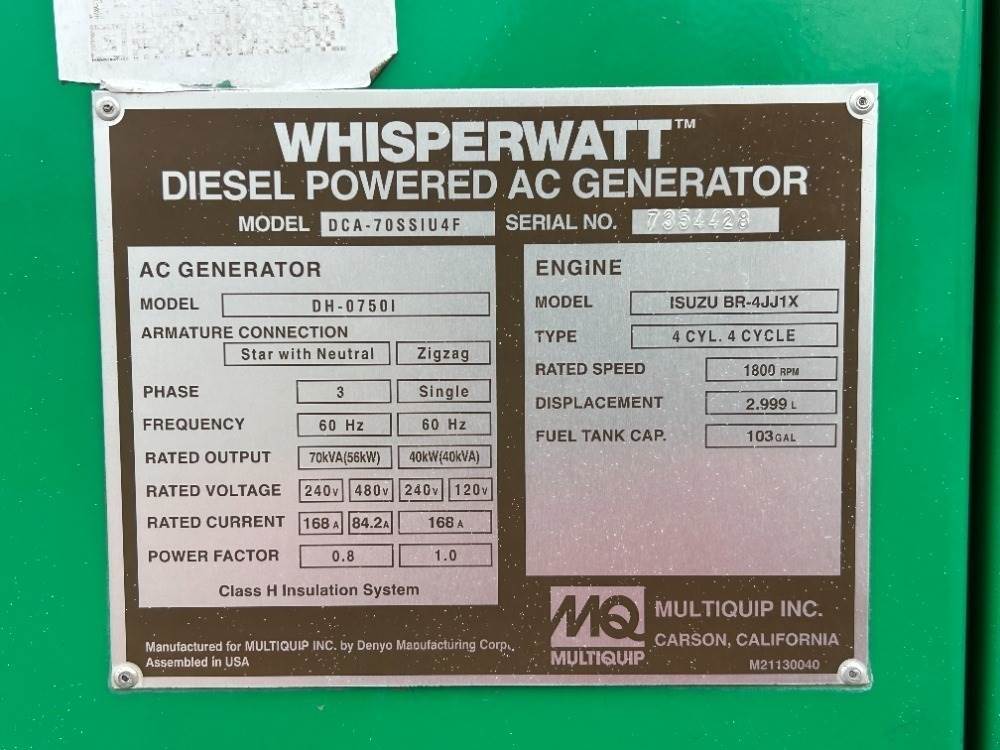 WHISPERWATT™
DIESEL POWERED AC GENERATOR
MODEL DCA-70SSIU4F SERIAL NO. 7354428
AC GENERATOR
MODEL DH-0750I
ARMATURE CONNECTION
Star with Neutral Zigzag
PHASE 3 Single
FREQUENCY 60 Hz 60 Hz
RATED OUTPUT 70kVA(56kW) 40kW(40kVA)
RATED VOLTAGE 240V 480V 240V 120V
RATED CURRENT 168 A 84.2A 168 A
POWER FACTOR 0.8 1.0
Class H Insulation System
ENGINE
MODEL ISUZU BR-4JJ1X
TYPE 4 CYL. 4 CYCLE
RATED SPEED 1800 RPM
DISPLACEMENT 2.999 L
FUEL TANK CAP. 103 GAL
Manufactured for MULTIQUIP INC. by Denyo Manufacturing Corp.
Assembled in USA
MQ
MULTIQUIP
MULTIQUIP INC.
CARSON, CALIFORNIA
M21130040